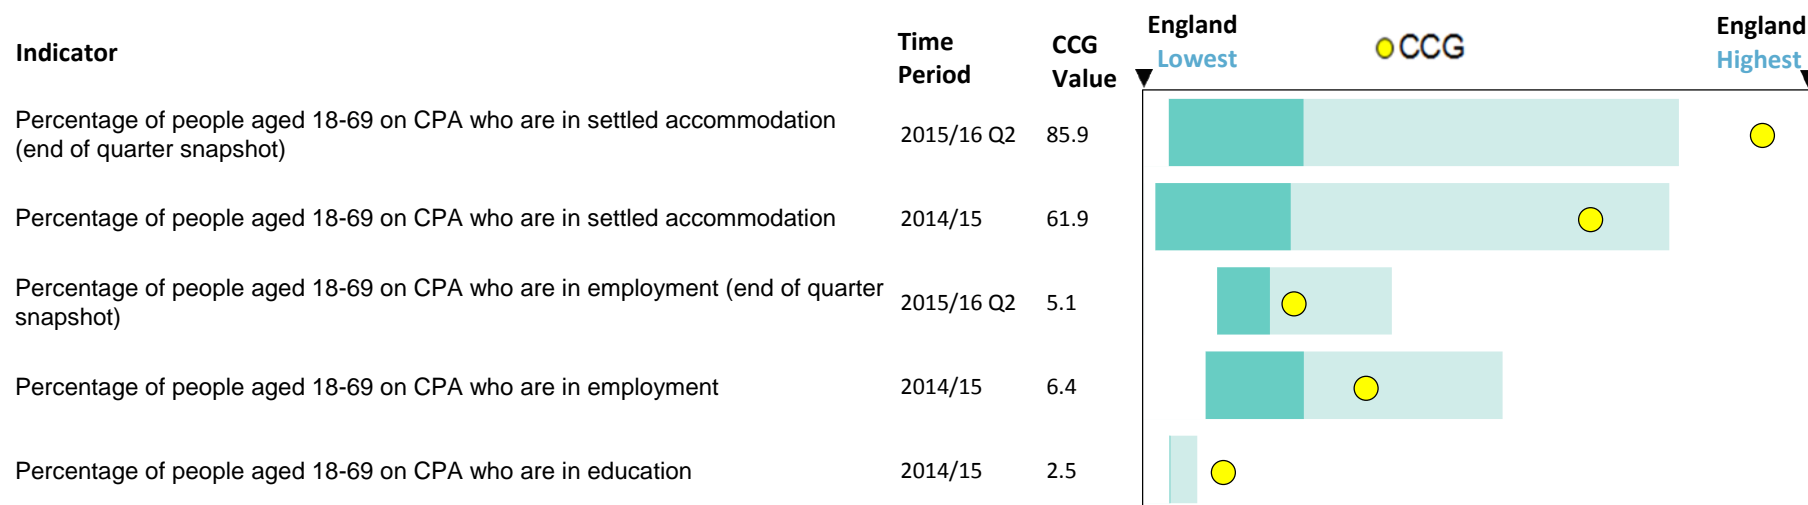 Indicator
Time Period
CCG Value
England Lowest
CCG
England Highest
Percentage of people aged 18-69 on CPA who are in settled accommodation
(end of quarter snapshot)
2015/16 Q2
85.9
Percentage of people aged 18-69 on CPA who are in settled accommodation
2014/15
61.9
Percentage of people aged 18-69 on CPA who are in employment (end of quarter
snapshot)
2015/16 Q2
5.1
Percentage of people aged 18-69 on CPA who are in employment
2014/15
6.4
Percentage of people aged 18-69 on CPA who are in education
2014/15
2.5